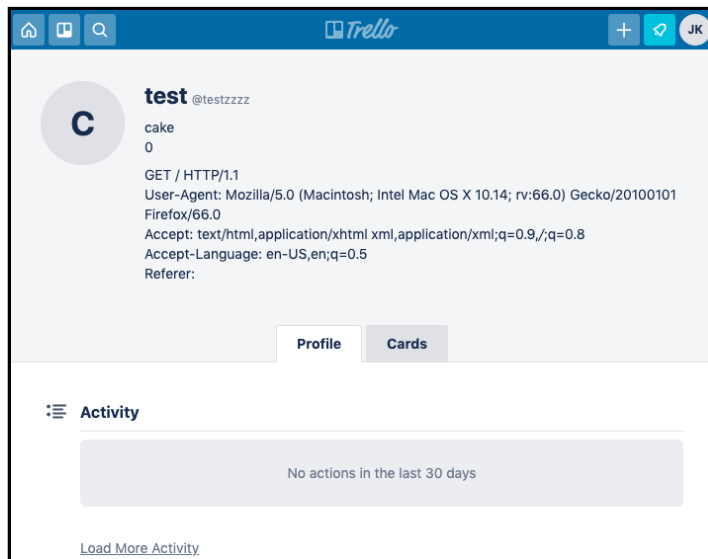 Trello
JK
C
test @testzzzz
cake
0
GET / HTTP/1.1
User-Agent: Mozilla/5.0 (Macintosh; Intel Mac OS X 10.14; rv:66.0) Gecko/20100101
Firefox/66.0
Accept: text/html,application/xhtml xml,application/xml;q=0.9,/;q=0.8
Accept-Language: en-US,en;q=0.5
Referer:
Profile Cards
Activity
No actions in the last 30 days
Load More Activity